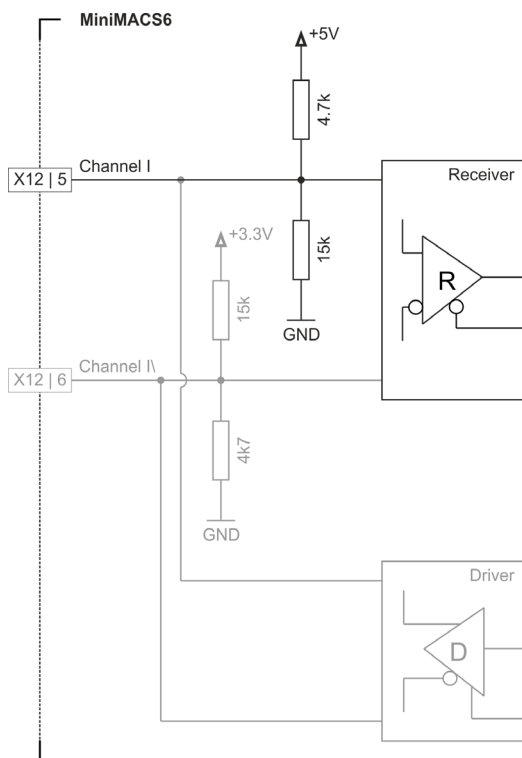 MiniMACS6
+5V
4.7k
X12 | 5
Channel I
Receiver
+3.3V
15k
R
15k
GND
X12 | 6
Channel I\
4k7
GND
Driver
D